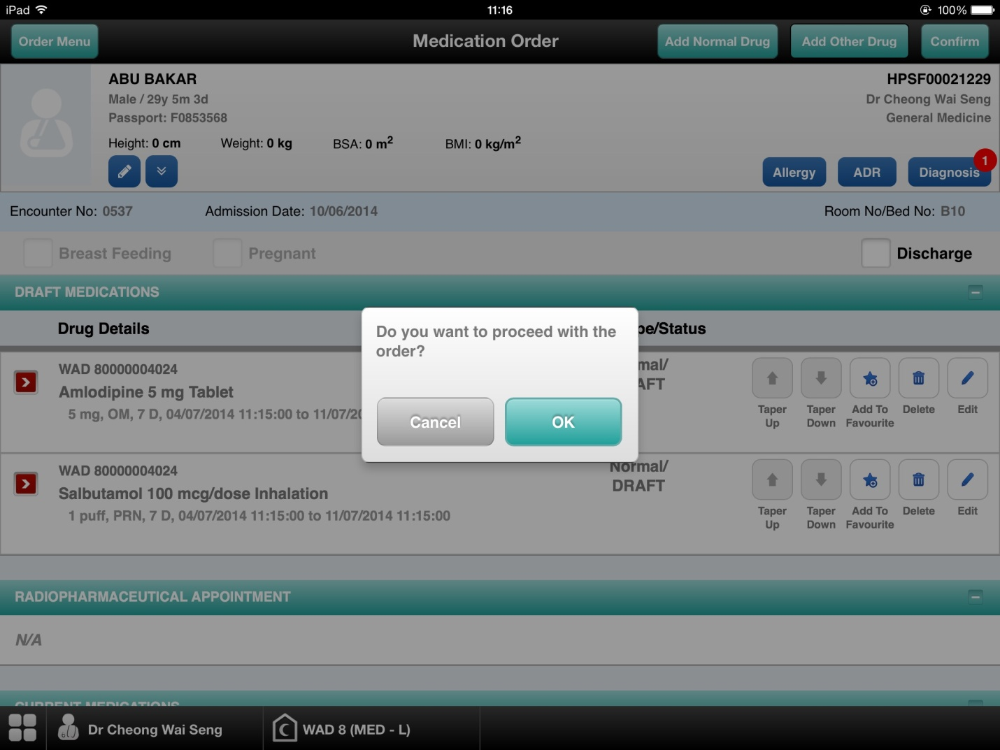 iPad 11:16 100%
Order Menu Medication Order Add Normal Drug Add Other Drug Confirm
ABU BAKAR HPSF00021229
Male / 29y 5m 3d Dr Cheong Wai Seng
Passport: F0853568 General Medicine
Height: 0 cm Weight: 0 kg BSA: 0 m² BMI: 0 kg/m²
1
Allergy ADR Diagnosis
Encounter No: 0537 Admission Date: 10/06/2014 Room No/Bed No: B10
Breast Feeding Pregnant Discharge
DRAFT MEDICATIONS
Drug Details pe/Status
Do you want to proceed with the
order?
Cancel OK
WAD 80000004024 mal/
Amlodipine 5 mg Tablet AFT
5 mg, OM, 7 D, 04/07/2014 11:15:00 to 11/07/20
Taper Up Taper Down Add To Favourite Delete Edit
WAD 80000004024 Normal/
Salbutamol 100 mcg/dose Inhalation DRAFT
1 puff, PRN, 7 D, 04/07/2014 11:15:00 to 11/07/2014 11:15:00
Taper Up Taper Down Add To Favourite Delete Edit
RADIOPHARMACEUTICAL APPOINTMENT
N/A
CURRENT MEDICATIONS
Dr Cheong Wai Seng WAD 8 (MED - L)